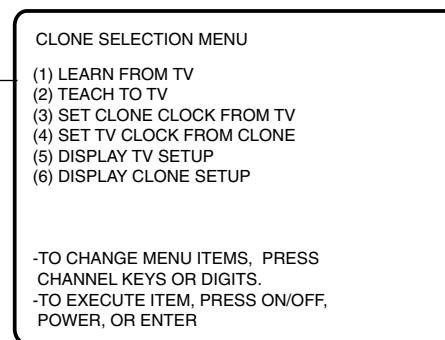 CLONE SELECTION MENU
(1) LEARN FROM TV
(2) TEACH TO TV
(3) SET CLONE CLOCK FROM TV
(4) SET TV CLOCK FROM CLONE
(5) DISPLAY TV SETUP
(6) DISPLAY CLONE SETUP
-TO CHANGE MENU ITEMS, PRESS
CHANNEL KEYS OR DIGITS.
-TO EXECUTE ITEM, PRESS ON/OFF,
POWER, OR ENTER